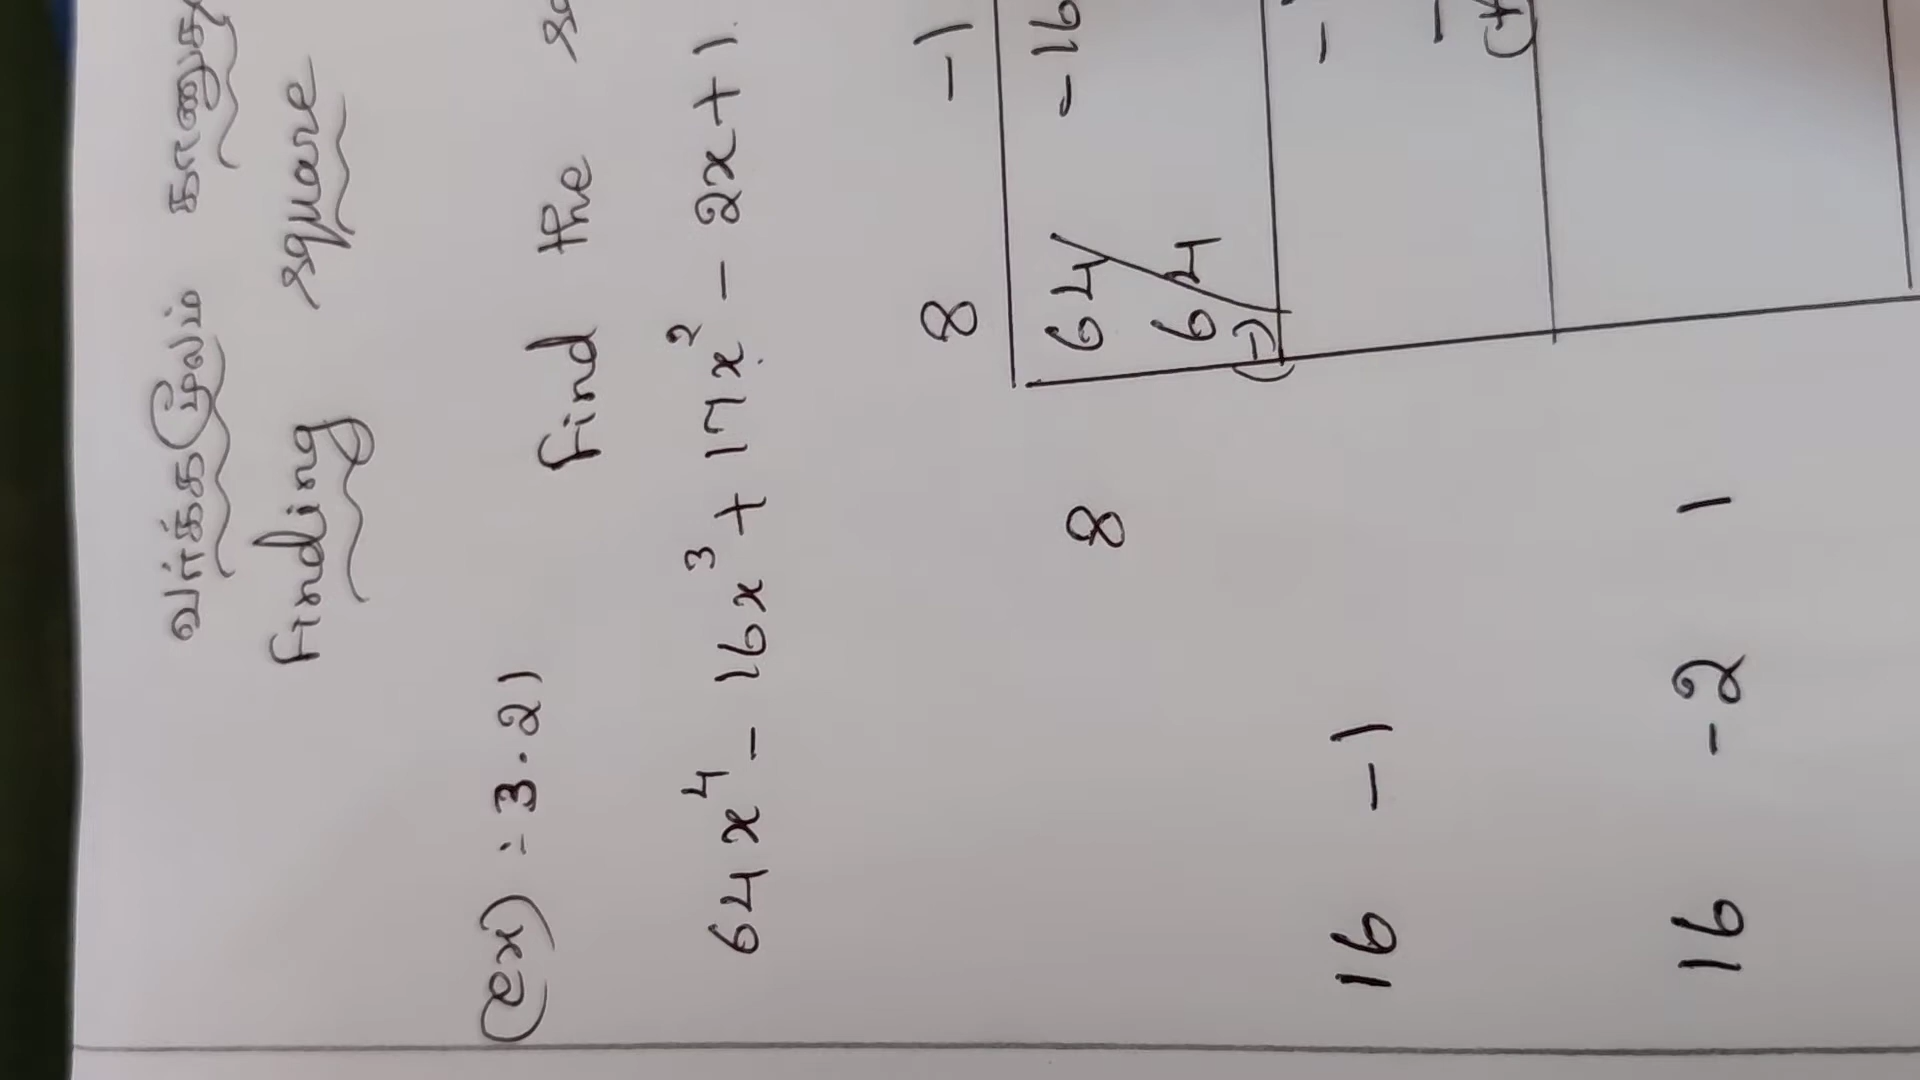 வர்க்கமூலம்
Finding square
(ex) :- 3.21 Find the
64x⁴ - 16x³ + 17x² - 2x + 1
8 -1
8 64 -16
64
(-)
16 -1 -
- (+)
16 -2 1